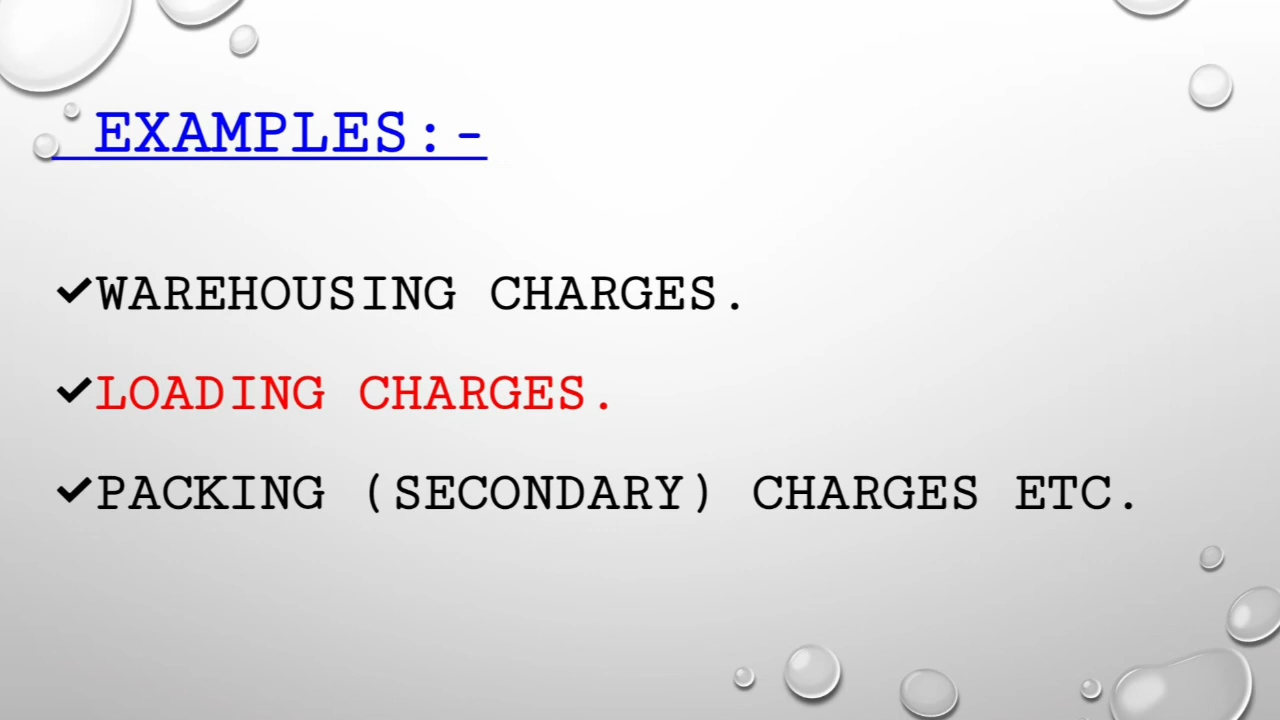 EXAMPLES:-
WAREHOUSING CHARGES.
LOADING CHARGES.
PACKING (SECONDARY) CHARGES ETC.